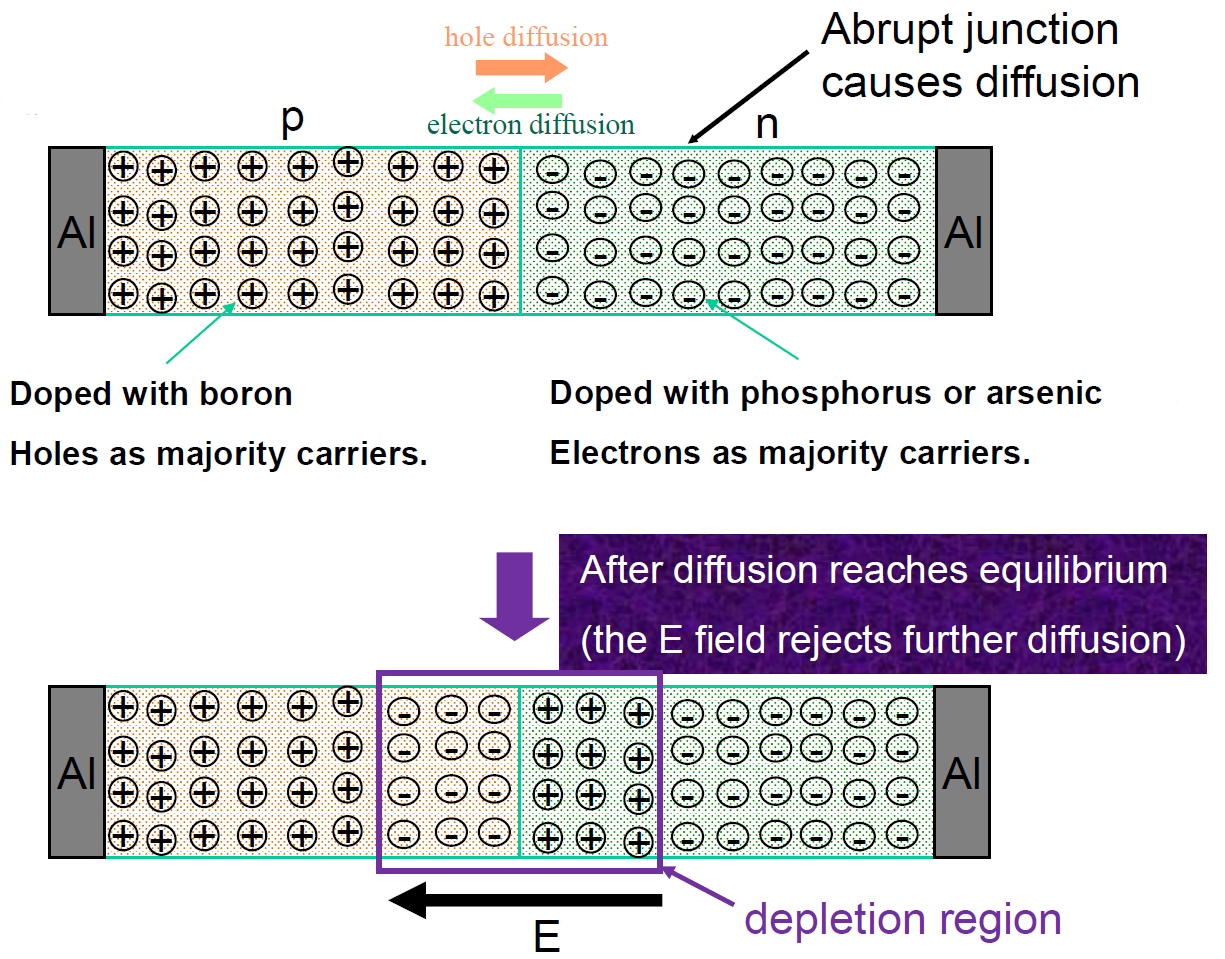 hole diffusion
Abrupt junction
causes diffusion
p
electron diffusion
n
Al
Al
Doped with boron
Holes as majority carriers.
Doped with phosphorus or arsenic
Electrons as majority carriers.
After diffusion reaches equilibrium
(the E field rejects further diffusion)
Al
Al
E
depletion region